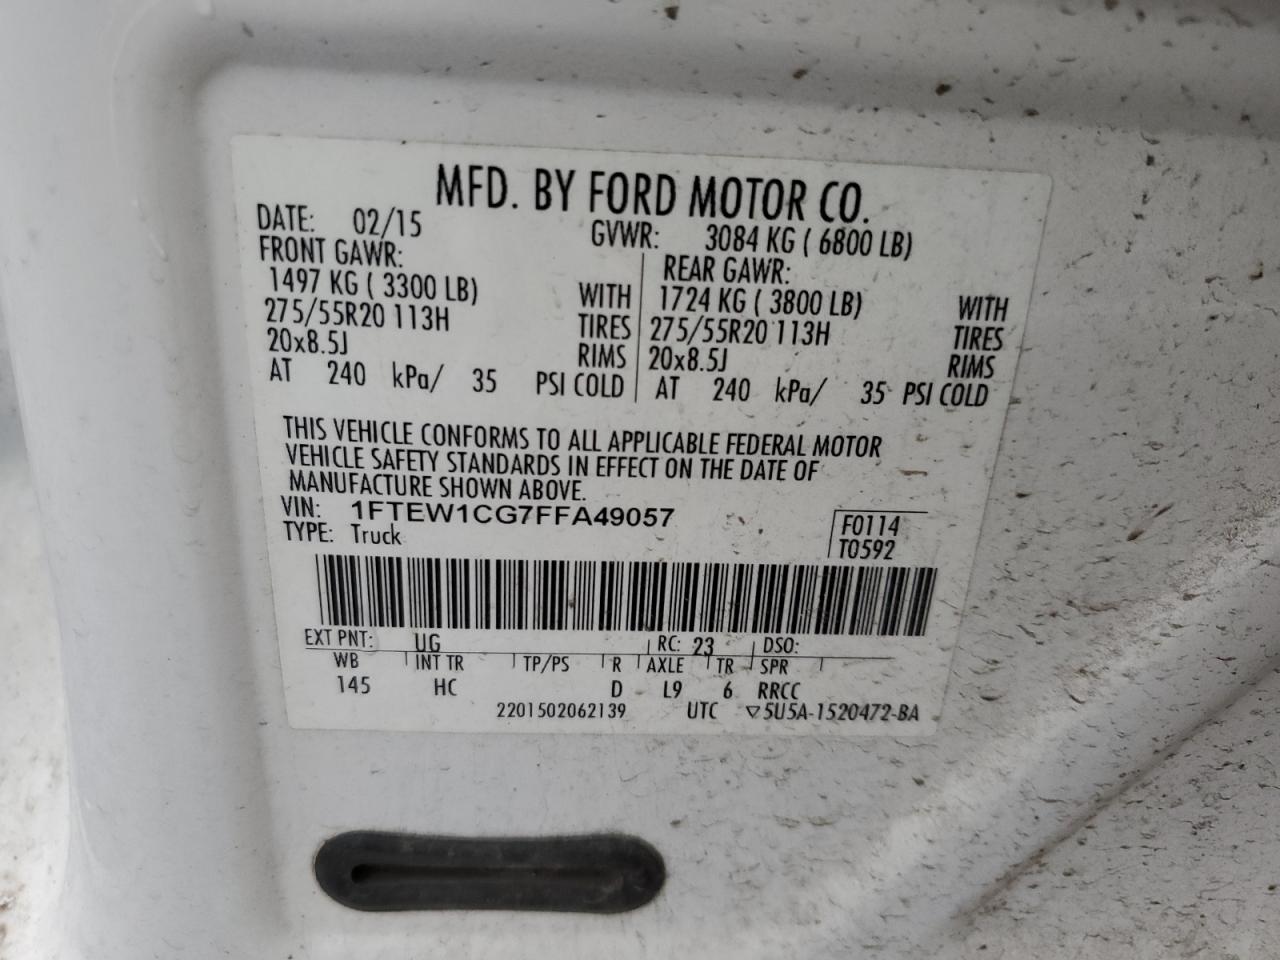 MFD. BY FORD MOTOR CO.
DATE: 02/15 GVWR: 3084 KG ( 6800 LB)
FRONT GAWR: REAR GAWR:
1497 KG ( 3300 LB) WITH 1724 KG ( 3800 LB) WITH
275/55R20 113H TIRES 275/55R20 113H TIRES
20x8.5J RIMS 20x8.5J RIMS
AT 240 kPa/ 35 PSI COLD AT 240 kPa/ 35 PSI COLD
THIS VEHICLE CONFORMS TO ALL APPLICABLE FEDERAL MOTOR
VEHICLE SAFETY STANDARDS IN EFFECT ON THE DATE OF
MANUFACTURE SHOWN ABOVE.
VIN: 1FTEW1CG7FFA49057 F0114
TYPE: Truck T0592
EXT PNT: UG RC: 23 DSO:
WB INT TR TP/PS R AXLE TR SPR
145 HC D L9 6 RRCC
2201502062139 UTC ▽5U5A-1520472-BA